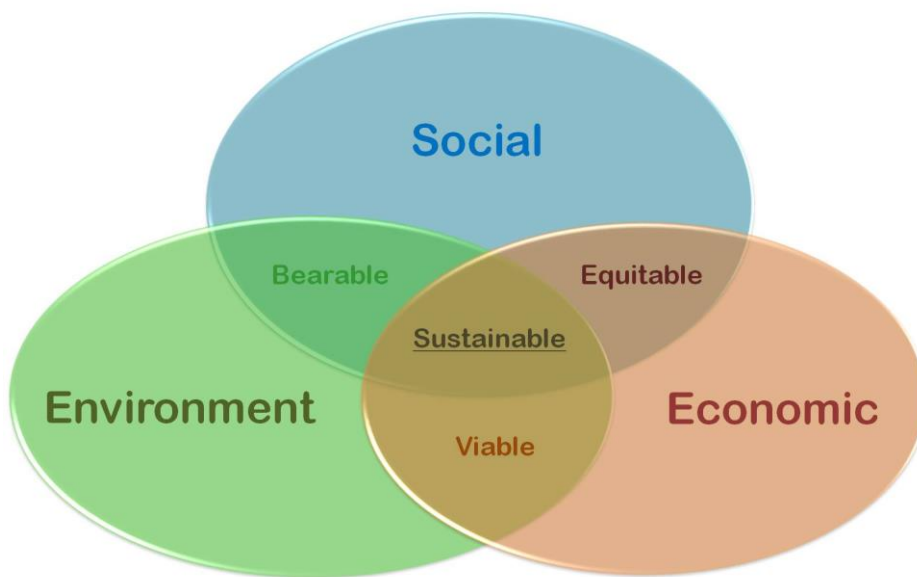 Social
Bearable
Equitable
Sustainable
Environment
Economic
Viable